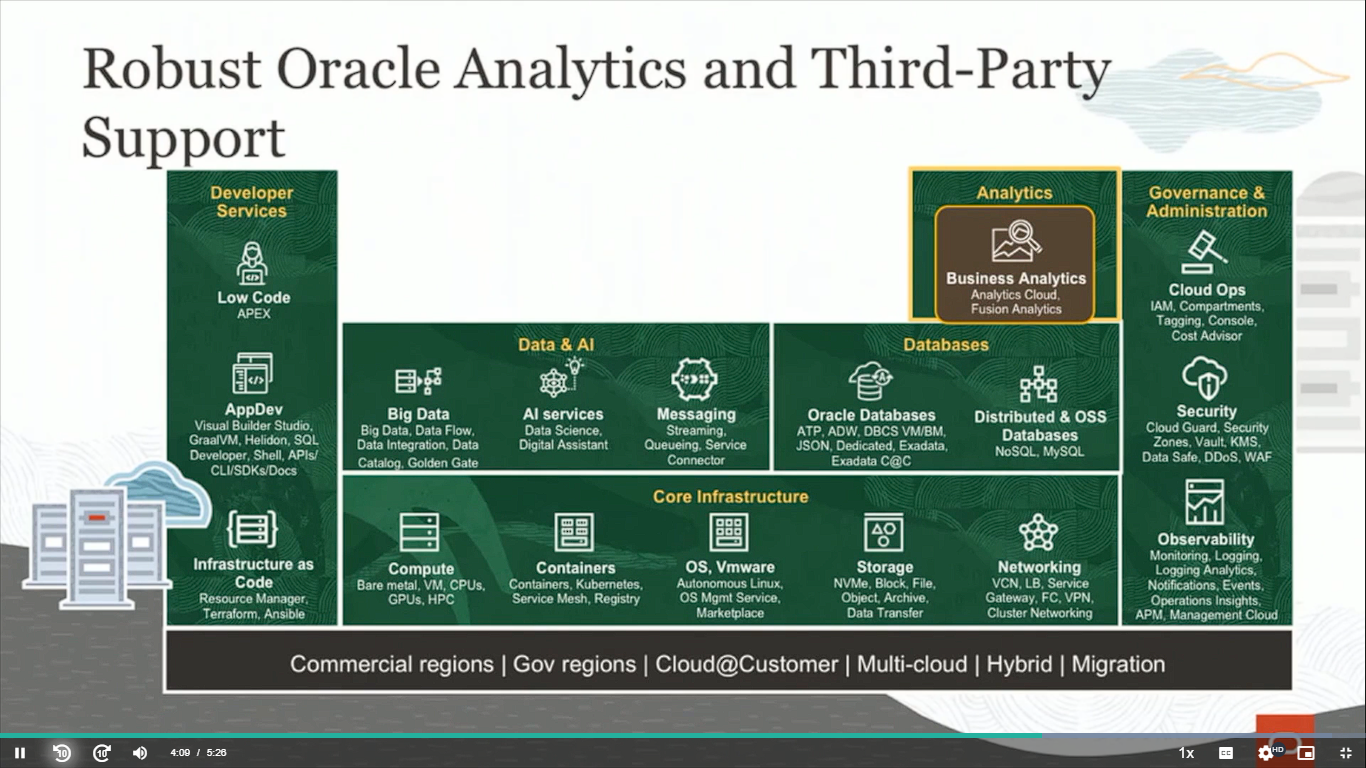 Robust Oracle Analytics and Third-Party
Support
Developer
Services
Low Code
APEX
AppDev
Visual Builder Studio,
GraalVM, Helidon, SQL
Developer, Shell, APIs/
CLI/SDKs/Docs
Infrastructure as
Code
Resource Manager,
Terraform, Ansible
Data & AI
Big Data
Big Data, Data Flow,
Data Integration, Data
Catalog, Golden Gate
AI services
Data Science,
Digital Assistant
Messaging
Streaming,
Queueing, Service
Connector
Analytics
Business Analytics
Analytics Cloud,
Fusion Analytics
Databases
Oracle Databases
ATP, ADW, DBCS VM/BM,
JSON, Dedicated, Exadata,
Exadata C@C
Distributed & OSS
Databases
NoSQL, MySQL
Core Infrastructure
Compute
Bare metal, VM, CPUs,
GPUs, HPC
Containers
Containers, Kubernetes,
Service Mesh, Registry
OS, Vmware
Autonomous Linux,
OS Mgmt Service,
Marketplace
Storage
NVMe, Block, File,
Object, Archive,
Data Transfer
Networking
VCN, LB, Service
Gateway, FC, VPN,
Cluster Networking
Governance &
Administration
Cloud Ops
IAM, Compartments,
Tagging, Console,
Cost Advisor
Security
Cloud Guard, Security
Zones, Vault, KMS,
Data Safe, DDoS, WAF
Observability
Monitoring, Logging,
Logging Analytics,
Notifications, Events,
Operations Insights,
APM, Management Cloud
Commercial regions | Gov regions | Cloud@Customer | Multi-cloud | Hybrid | Migration
10
10
4:09 / 5:26
1x
CC
HD